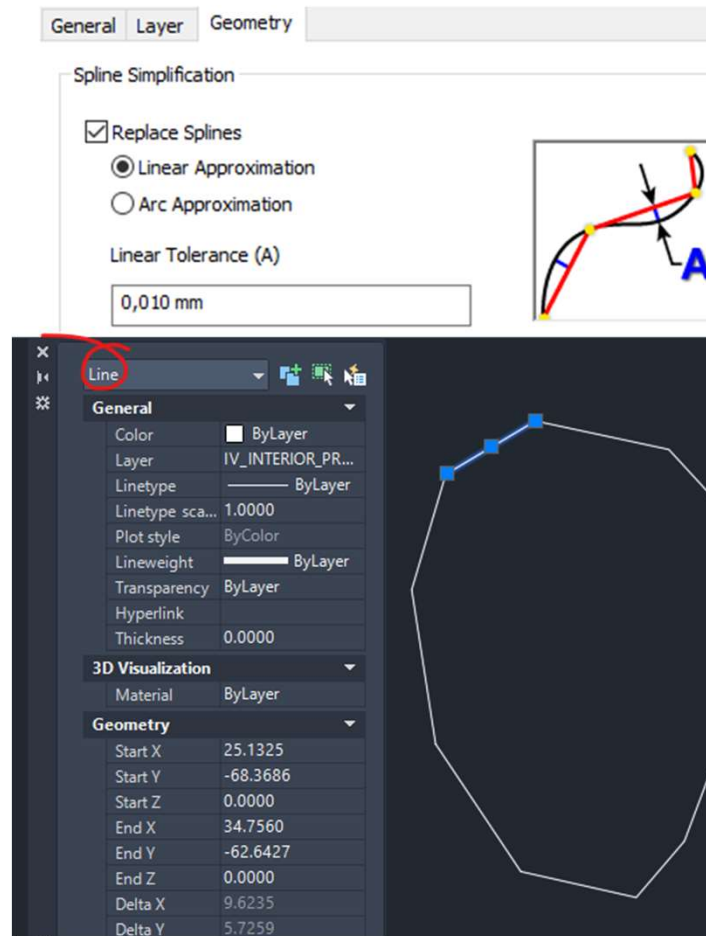 General Layer Geometry
Spline Simplification
Replace Splines
Linear Approximation
Arc Approximation
Linear Tolerance (A)
0,010 mm
A
Line
General
Color ByLayer
Layer IV_INTERIOR_PR...
Linetype ByLayer
Linetype sca... 1.0000
Plot style ByColor
Lineweight ByLayer
Transparency ByLayer
Hyperlink
Thickness 0.0000
3D Visualization
Material ByLayer
Geometry
Start X 25.1325
Start Y -68.3686
Start Z 0.0000
End X 34.7560
End Y -62.6427
End Z 0.0000
Delta X 9.6235
Delta Y 5.7259